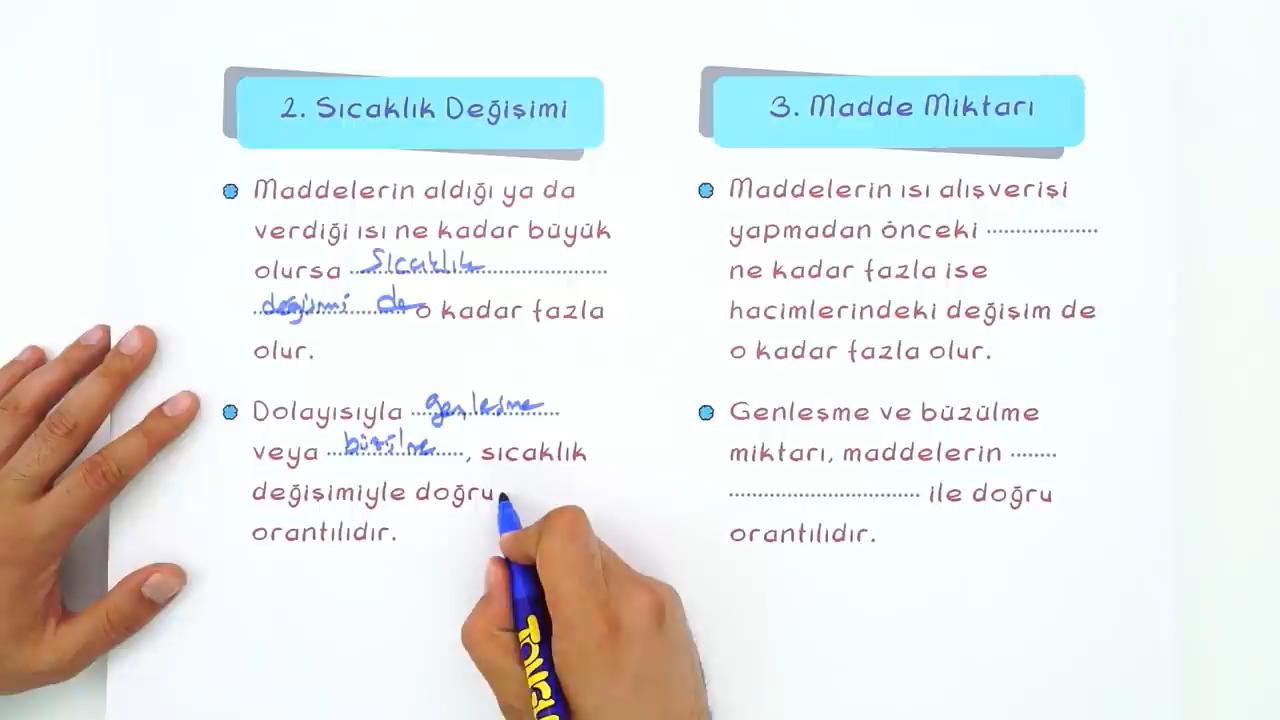 2. Sıcaklık Değişimi
Maddelerin aldığı ya da
verdiği ısı ne kadar büyük
olursa Sıcaklık
değişimi de o kadar fazla
olur.
Dolayısıyla genleşme
veya büzülme, sıcaklık
değişimiyle doğru
orantılıdır.
3. Madde Miktarı
Maddelerin ısı alışverişi
yapmadan önceki ....................
ne kadar fazla ise
hacimlerindeki değişim de
o kadar fazla olur.
Genleşme ve büzülme
miktarı, maddelerin ........
.................................. ile doğru
orantılıdır.